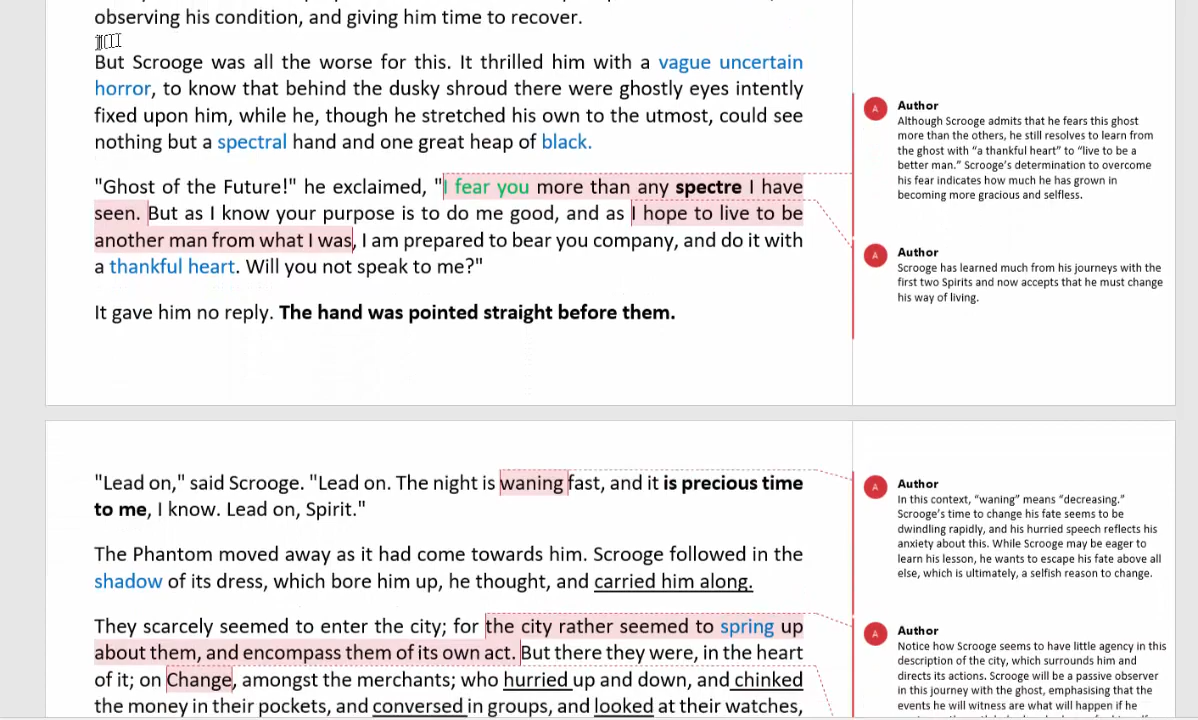 observing his condition, and giving him time to recover.
But Scrooge was all the worse for this. It thrilled him with a vague uncertain
horror, to know that behind the dusky shroud there were ghostly eyes intently
fixed upon him, while he, though he stretched his own to the utmost, could see
nothing but a spectral hand and one great heap of black.
"Ghost of the Future!" he exclaimed, "I fear you more than any spectre I have
seen. But as I know your purpose is to do me good, and as I hope to live to be
another man from what I was, I am prepared to bear you company, and do it with
a thankful heart. Will you not speak to me?"
It gave him no reply. The hand was pointed straight before them.
A
Author
Although Scrooge admits that he fears this ghost
more than the others, he still resolves to learn from
the ghost with “a thankful heart” to “live to be a
better man.” Scrooge’s determination to overcome
his fear indicates how much he has grown in
becoming more gracious and selfless.
A
Author
Scrooge has learned much from his journeys with the
first two Spirits and now accepts that he must change
his way of living.
"Lead on," said Scrooge. "Lead on. The night is waning fast, and it is precious time
to me, I know. Lead on, Spirit."
The Phantom moved away as it had come towards him. Scrooge followed in the
shadow of its dress, which bore him up, he thought, and carried him along.
They scarcely seemed to enter the city; for the city rather seemed to spring up
about them, and encompass them of its own act. But there they were, in the heart
of it; on Change, amongst the merchants; who hurried up and down, and chinked
the money in their pockets, and conversed in groups, and looked at their watches,
A
Author
In this context, “waning” means “decreasing.”
Scrooge’s time to change his fate seems to be
dwindling rapidly, and his hurried speech reflects his
anxiety about this. While Scrooge may be eager to
learn his lesson, he wants to escape his fate above all
else, which is ultimately, a selfish reason to change.
A
Author
Notice how Scrooge seems to have little agency in this
description of the city, which surrounds him and
directs its actions. Scrooge will be a passive observer
in this journey with the ghost, emphasising that the
events he will witness are what will happen if he